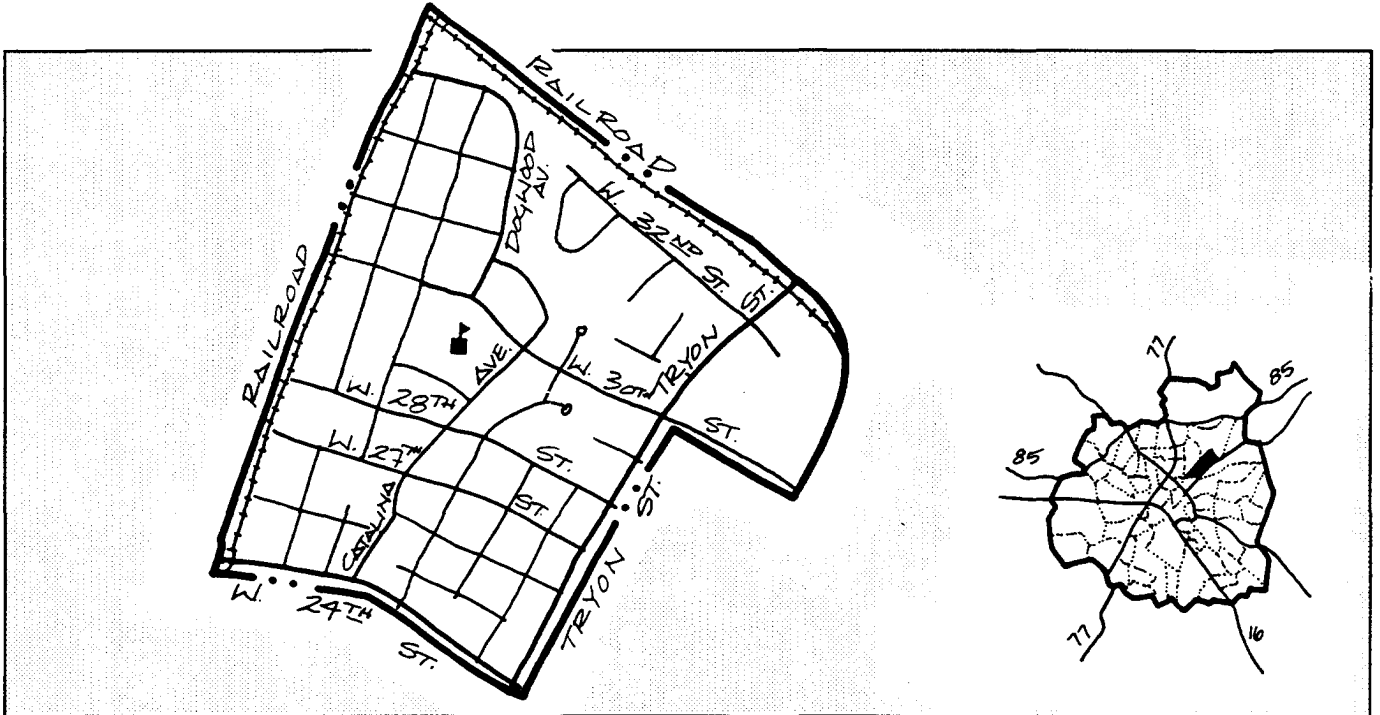 RAILROAD
DOGWOOD
AV.
W. 32ND ST. ST.
RAILROAD
TRYON
AVE.
W. 30TH
ST.
W. 28TH
ST.
W. 27TH
ST.
ST.
CATALINA
TRYON
W. 24TH
ST.
77
85
85
77
16